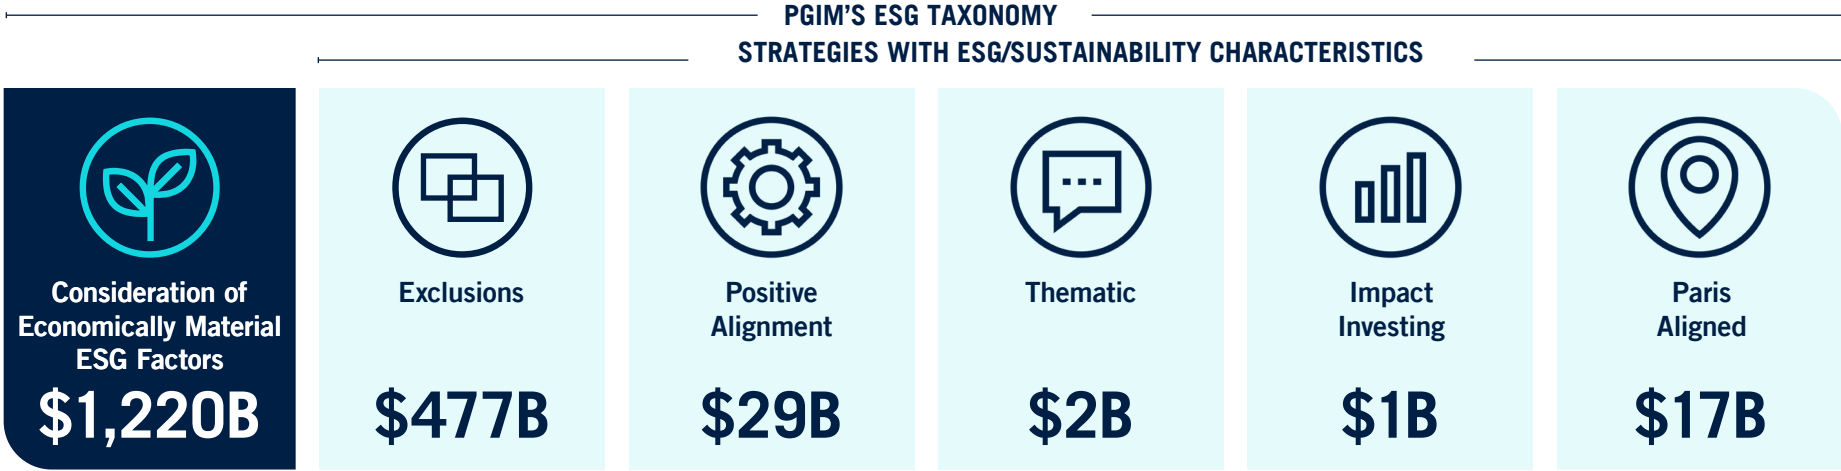 PGIM’S ESG TAXONOMY
STRATEGIES WITH ESG/SUSTAINABILITY CHARACTERISTICS
Consideration of
Economically Material
ESG Factors
$1,220B
Exclusions
$477B
Positive
Alignment
$29B
Thematic
$2B
Impact
Investing
$1B
Paris
Aligned
$17B